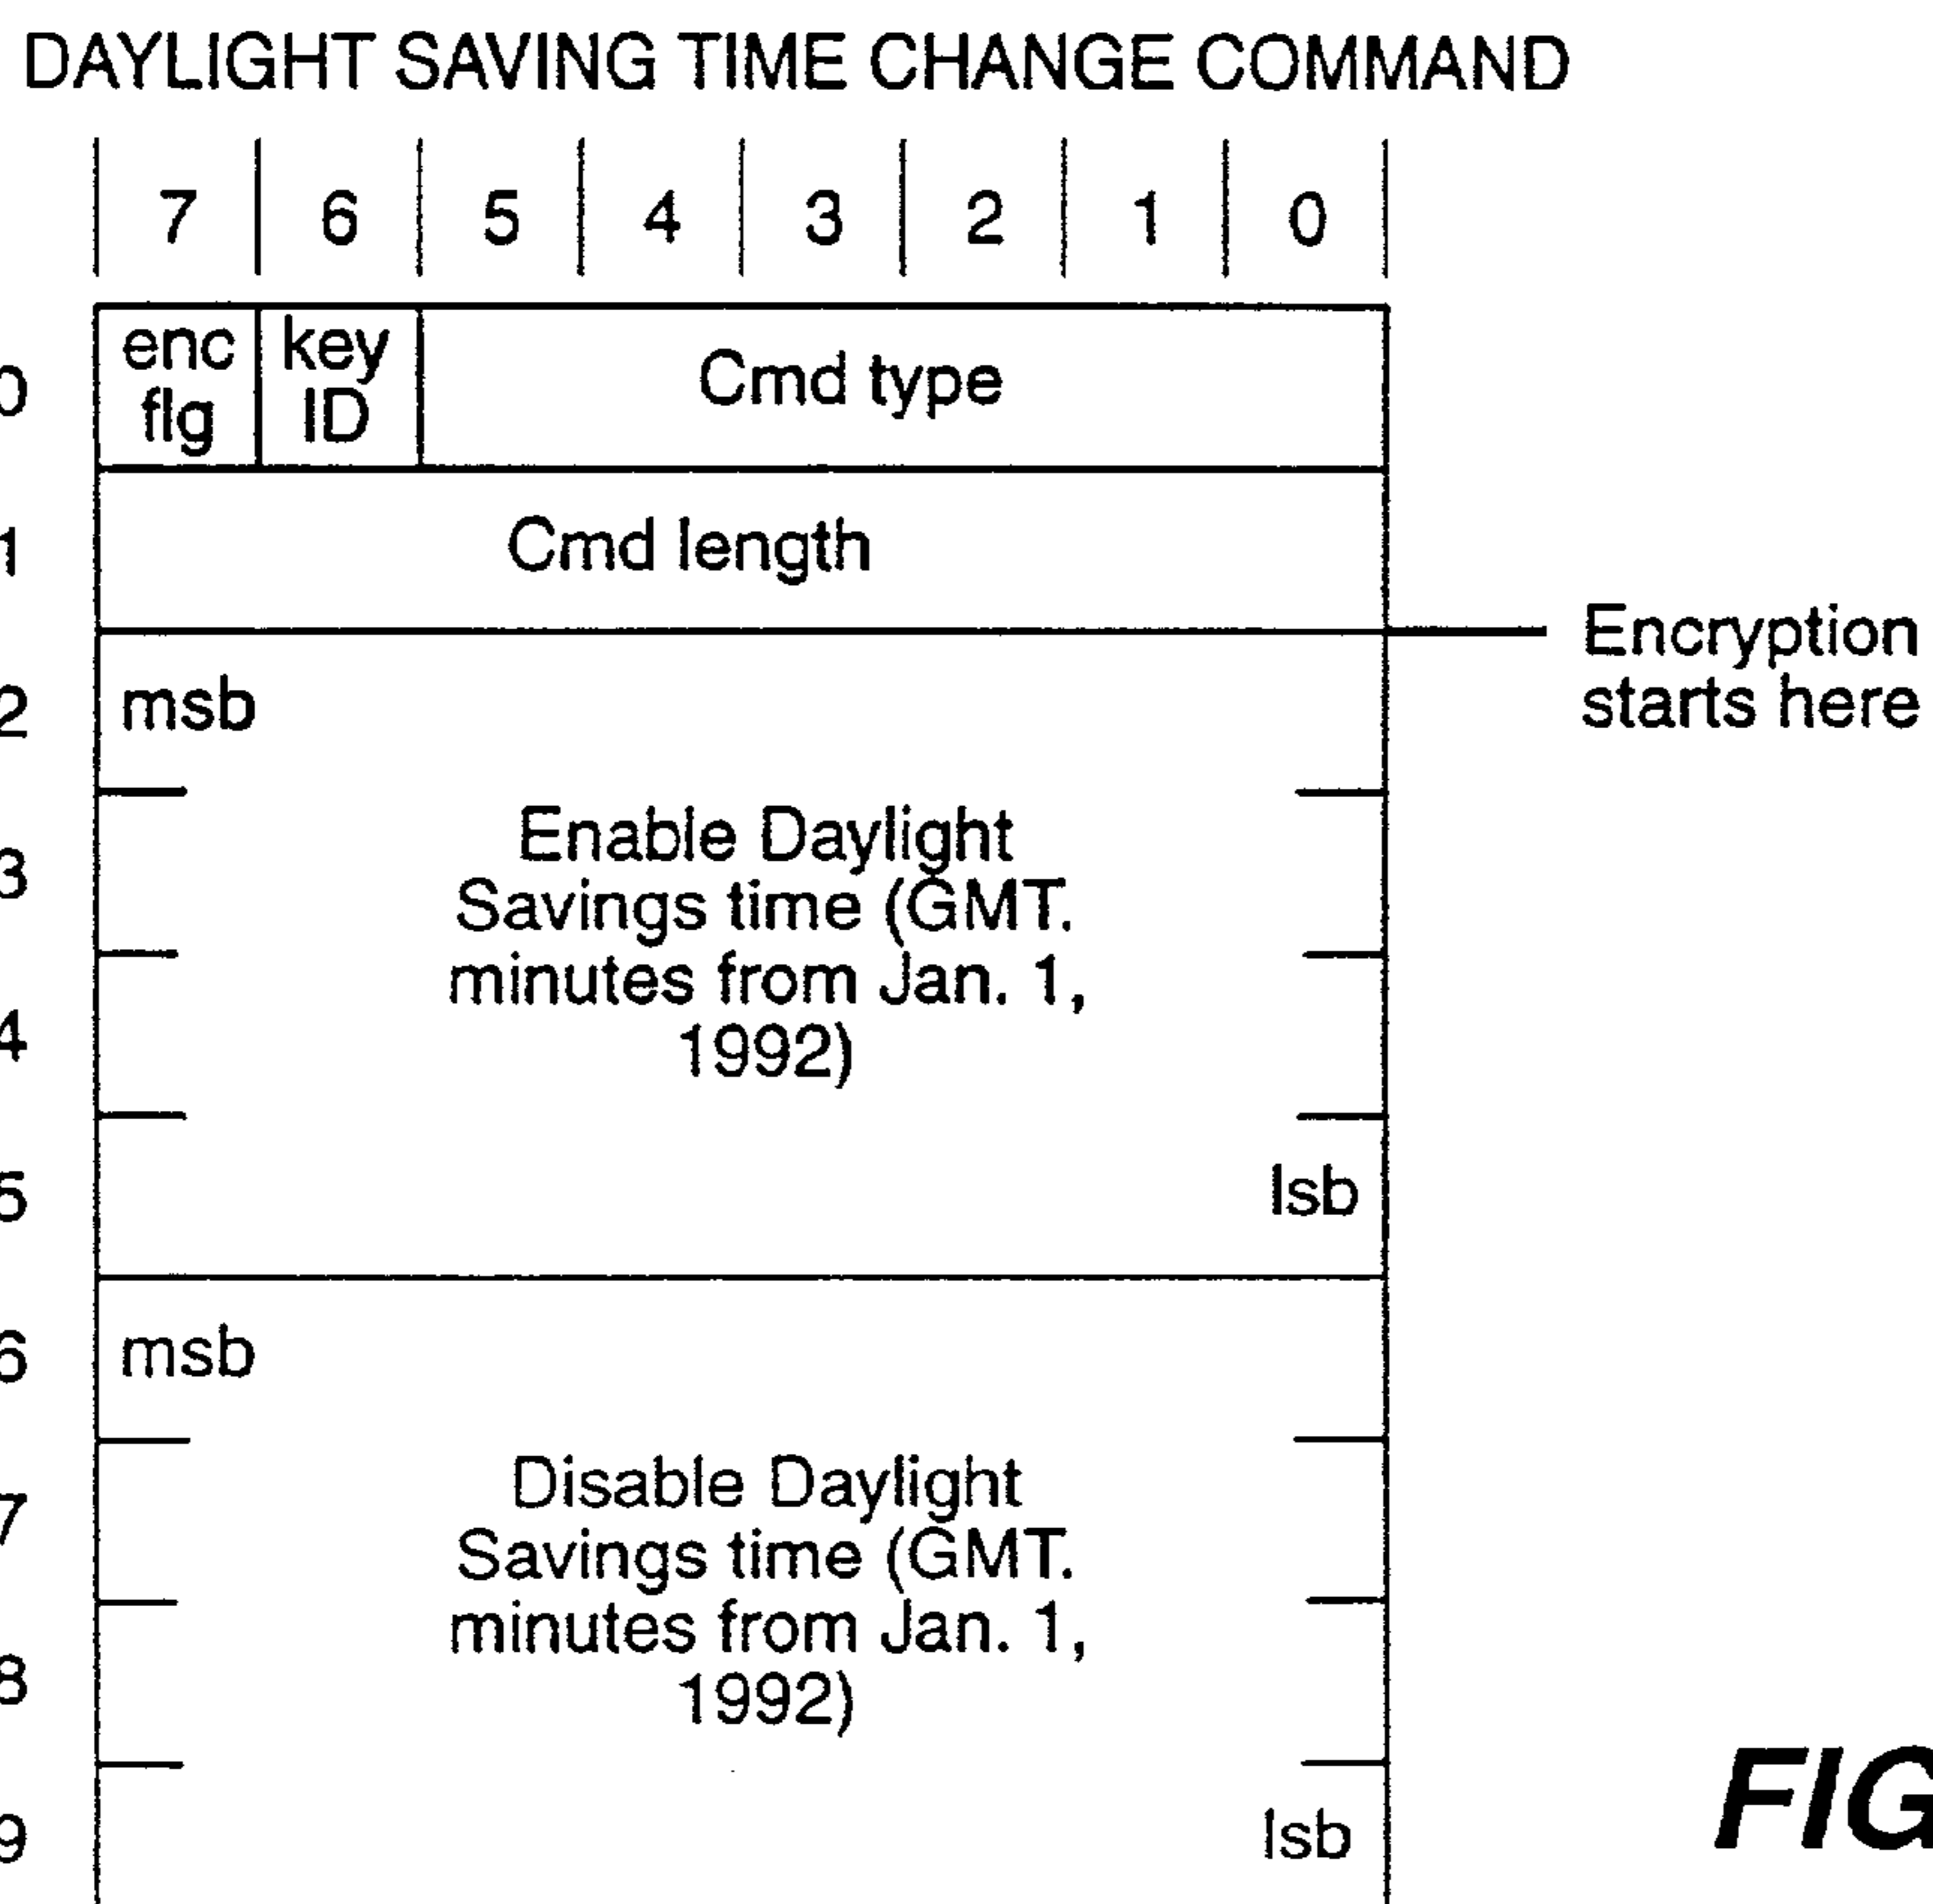 DAYLIGHT SAVING TIME CHANGE COMMAND
7 6 5 4 3 2 1 0
0 enc flg key ID Cmd type
1 Cmd length
Encryption
starts here
2 msb
3 Enable Daylight
Savings time (GMT.
4 minutes from Jan. 1,
1992)
5 lsb
6 msb
7 Disable Daylight
Savings time (GMT.
8 minutes from Jan. 1,
1992)
9 lsb
FIG